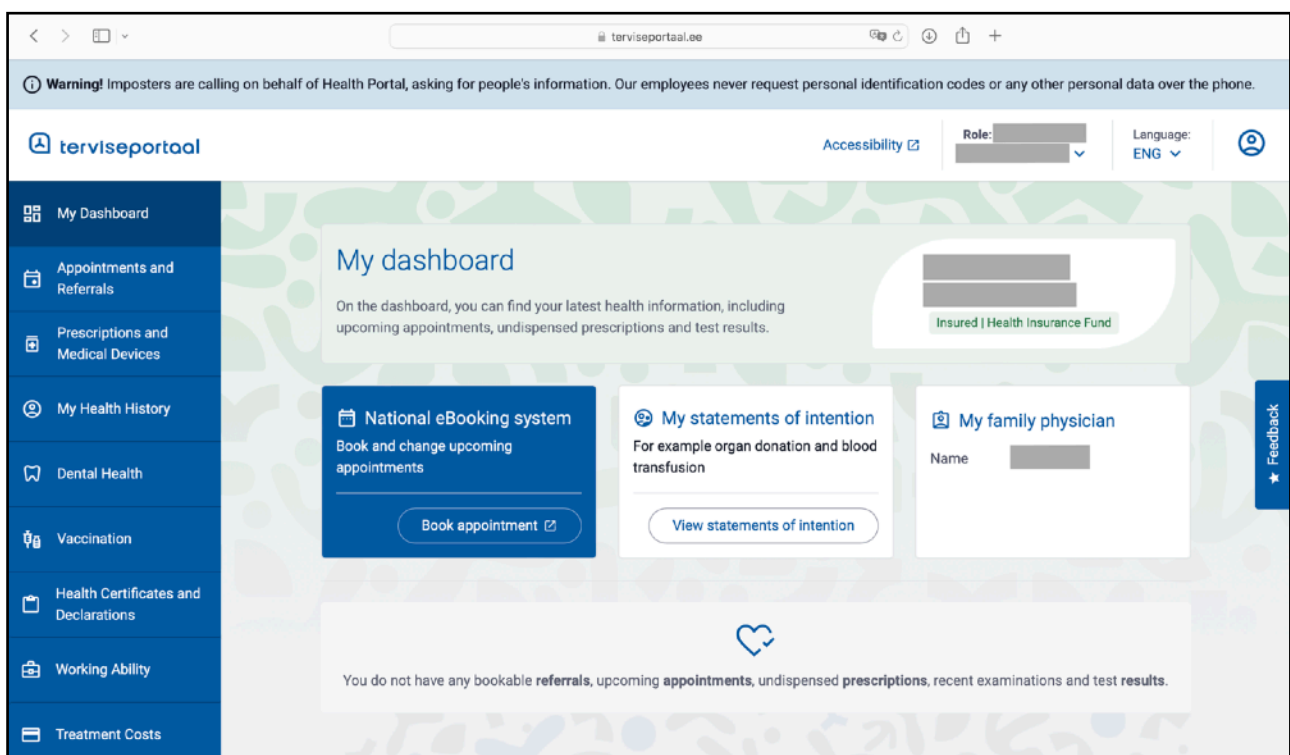 terviseportaal.ee
Warning! Imposters are calling on behalf of Health Portal, asking for people's information. Our employees never request personal identification codes or any other personal data over the phone.
terviseportaal
Accessibility
Role:
Language:
ENG
My Dashboard
Appointments and
Referrals
Prescriptions and
Medical Devices
My Health History
Dental Health
Vaccination
Health Certificates and
Declarations
Working Ability
Treatment Costs
My dashboard
On the dashboard, you can find your latest health information, including
upcoming appointments, undispensed prescriptions and test results.
Insured | Health Insurance Fund
National eBooking system
Book and change upcoming
appointments
Book appointment
My statements of intention
For example organ donation and blood
transfusion
View statements of intention
My family physician
Name
You do not have any bookable referrals, upcoming appointments, undispensed prescriptions, recent examinations and test results.
Feedback